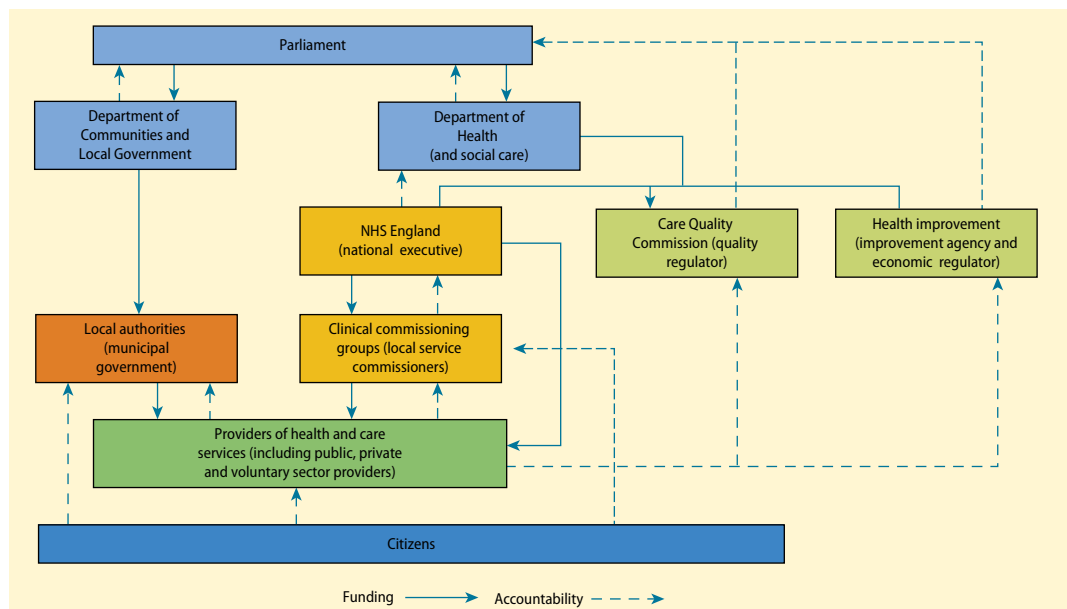 Parliament
Department of
Communities and
Local Government
Department of
Health
(and social care)
NHS England
(national executive)
Care Quality
Commission (quality
regulator)
Health improvement
(improvement agency and
economic regulator)
Local authorities
(municipal
government)
Clinical commissioning
groups (local service
commissioners)
Providers of health and care
services (including public, private
and voluntary sector providers)
Citizens
Funding
Accountability